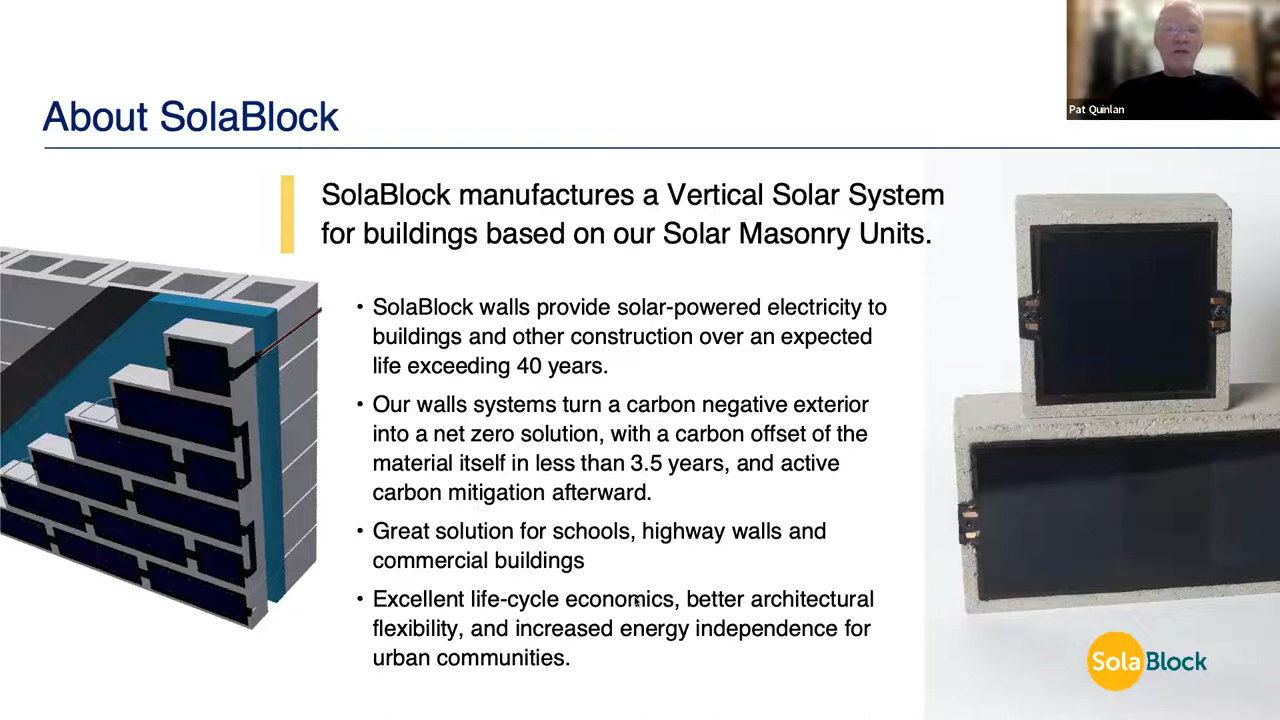 Pat Quinlan
About SolaBlock
SolaBlock manufactures a Vertical Solar System
for buildings based on our Solar Masonry Units.
• SolaBlock walls provide solar-powered electricity to
buildings and other construction over an expected
life exceeding 40 years.
• Our walls systems turn a carbon negative exterior
into a net zero solution, with a carbon offset of the
material itself in less than 3.5 years, and active
carbon mitigation afterward.
• Great solution for schools, highway walls and
commercial buildings
• Excellent life-cycle economics, better architectural
flexibility, and increased energy independence for
urban communities.
SolaBlock